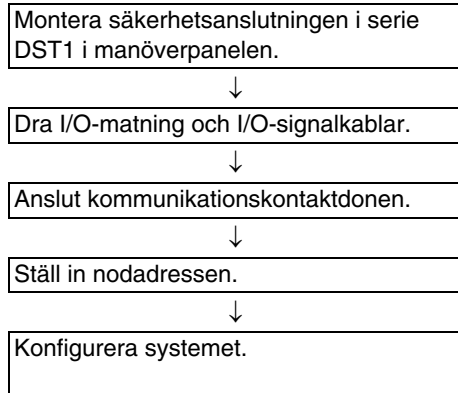 Montera säkerhetsanslutningen i serie
DST1 i manöverpanelen.
↓
Dra I/O-matning och I/O-signalkablar.
↓
Anslut kommunikationskontaktdonen.
↓
Ställ in nodadressen.
↓
Konfigurera systemet.